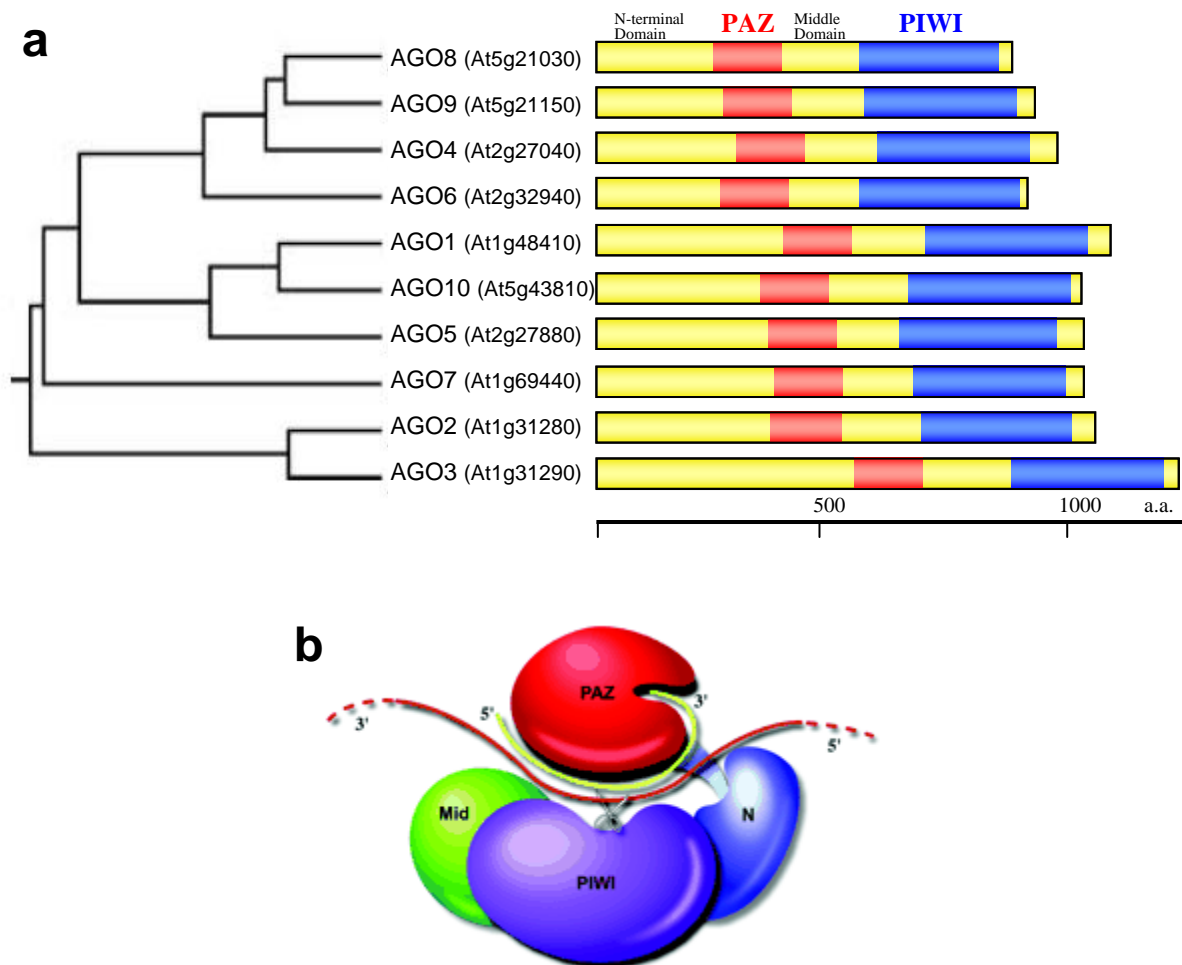 a
N-terminal Domain PAZ Middle Domain PIWI
AGO8 (At5g21030)
AGO9 (At5g21150)
AGO4 (At2g27040)
AGO6 (At2g32940)
AGO1 (At1g48410)
AGO10 (At5g43810)
AGO5 (At2g27880)
AGO7 (At1g69440)
AGO2 (At1g31280)
AGO3 (At1g31290)
500 1000 a.a.
b
PAZ
3'
5'
3'
5'
Mid
N
PIWI